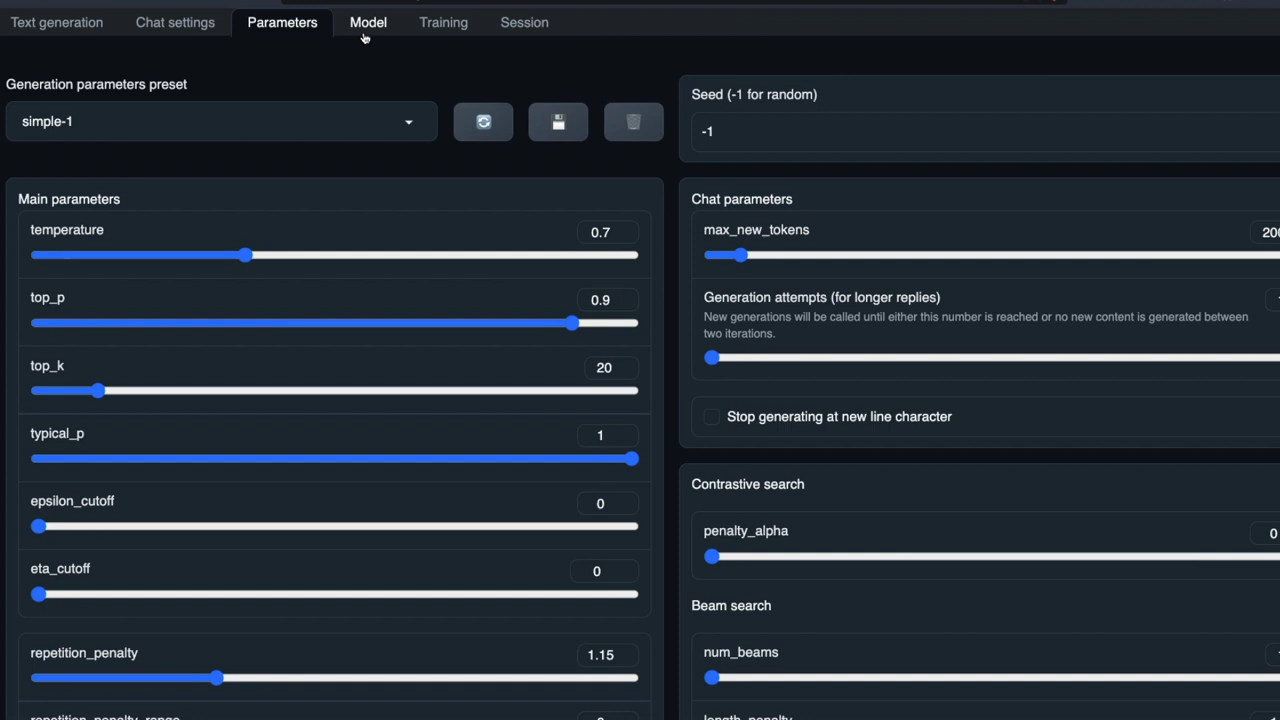 Text generation
Chat settings
Parameters
Model
Training
Session
Generation parameters preset
simple-1
Seed (-1 for random)
-1
Main parameters
temperature
0.7
top_p
0.9
top_k
20
typical_p
1
epsilon_cutoff
0
eta_cutoff
0
repetition_penalty
1.15
Chat parameters
max_new_tokens
200
Generation attempts (for longer replies)
New generations will be called until either this number is reached or no new content is generated between
two iterations.
Stop generating at new line character
Contrastive search
penalty_alpha
0
Beam search
num_beams